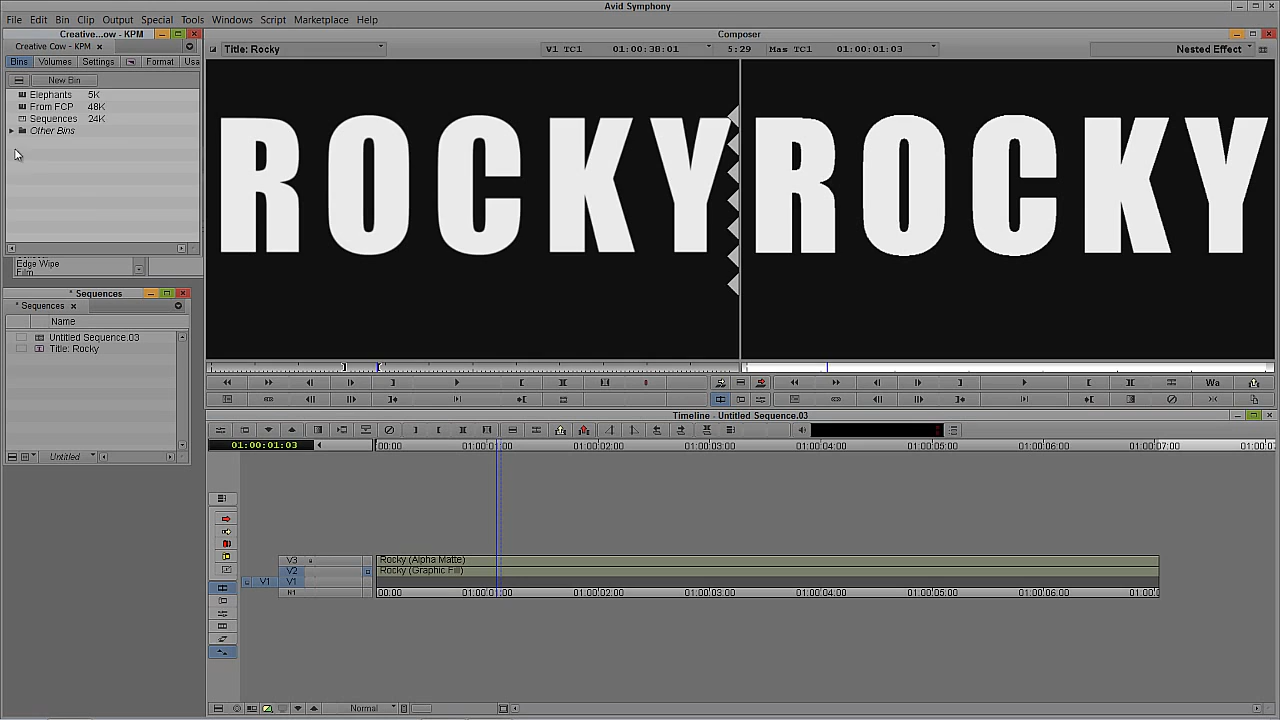 Avid Symphony
File Edit Bin Clip Output Special Tools Windows Script Marketplace Help
Creative...ow - KPM
Creative Cow - KPM
Bins Volumes Settings Format Usa
New Bin
Elephants 5K
From FCP 48K
Sequences 24K
Other Bins
Edge Wipe
Film
* Sequences
* Sequences
Name
Untitled Sequence.03
Title: Rocky
Untitled
Composer
Title: Rocky V1 TC1 01:00:38:01 5:29 Mas TC1 01:00:01:03 Nested Effect
ROCKY ROCKY
Wa
Timeline - Untitled Sequence.03
01:00:01:03 00:00 01:00:01:00 01:00:02:00 01:00:03:00 01:00:04:00 01:00:05:00 01:00:06:00 01:00:07:00
V3 Rocky (Alpha Matte)
V2 Rocky (Graphic Fill)
V1 V1
00:00 01:00:01:00 01:00:02:00 01:00:03:00 01:00:04:00 01:00:05:00 01:00:06:00
Normal